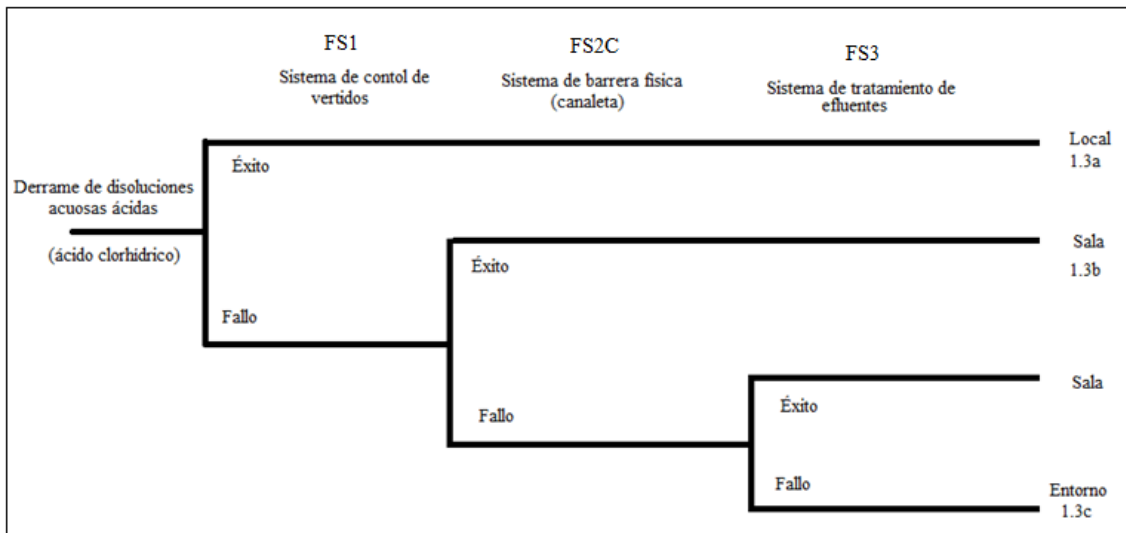 FS1
Sistema de contol de
vertidos
FS2C
Sistema de barrera física
(canaleta)
FS3
Sistema de tratamiento de
efluentes
Derrame de disoluciones
acuosas ácidas
(ácido clorhídrico)
Éxito
Local
1.3a
Fallo
Éxito
Sala
1.3b
Fallo
Éxito
Sala
Fallo
Entorno
1.3c